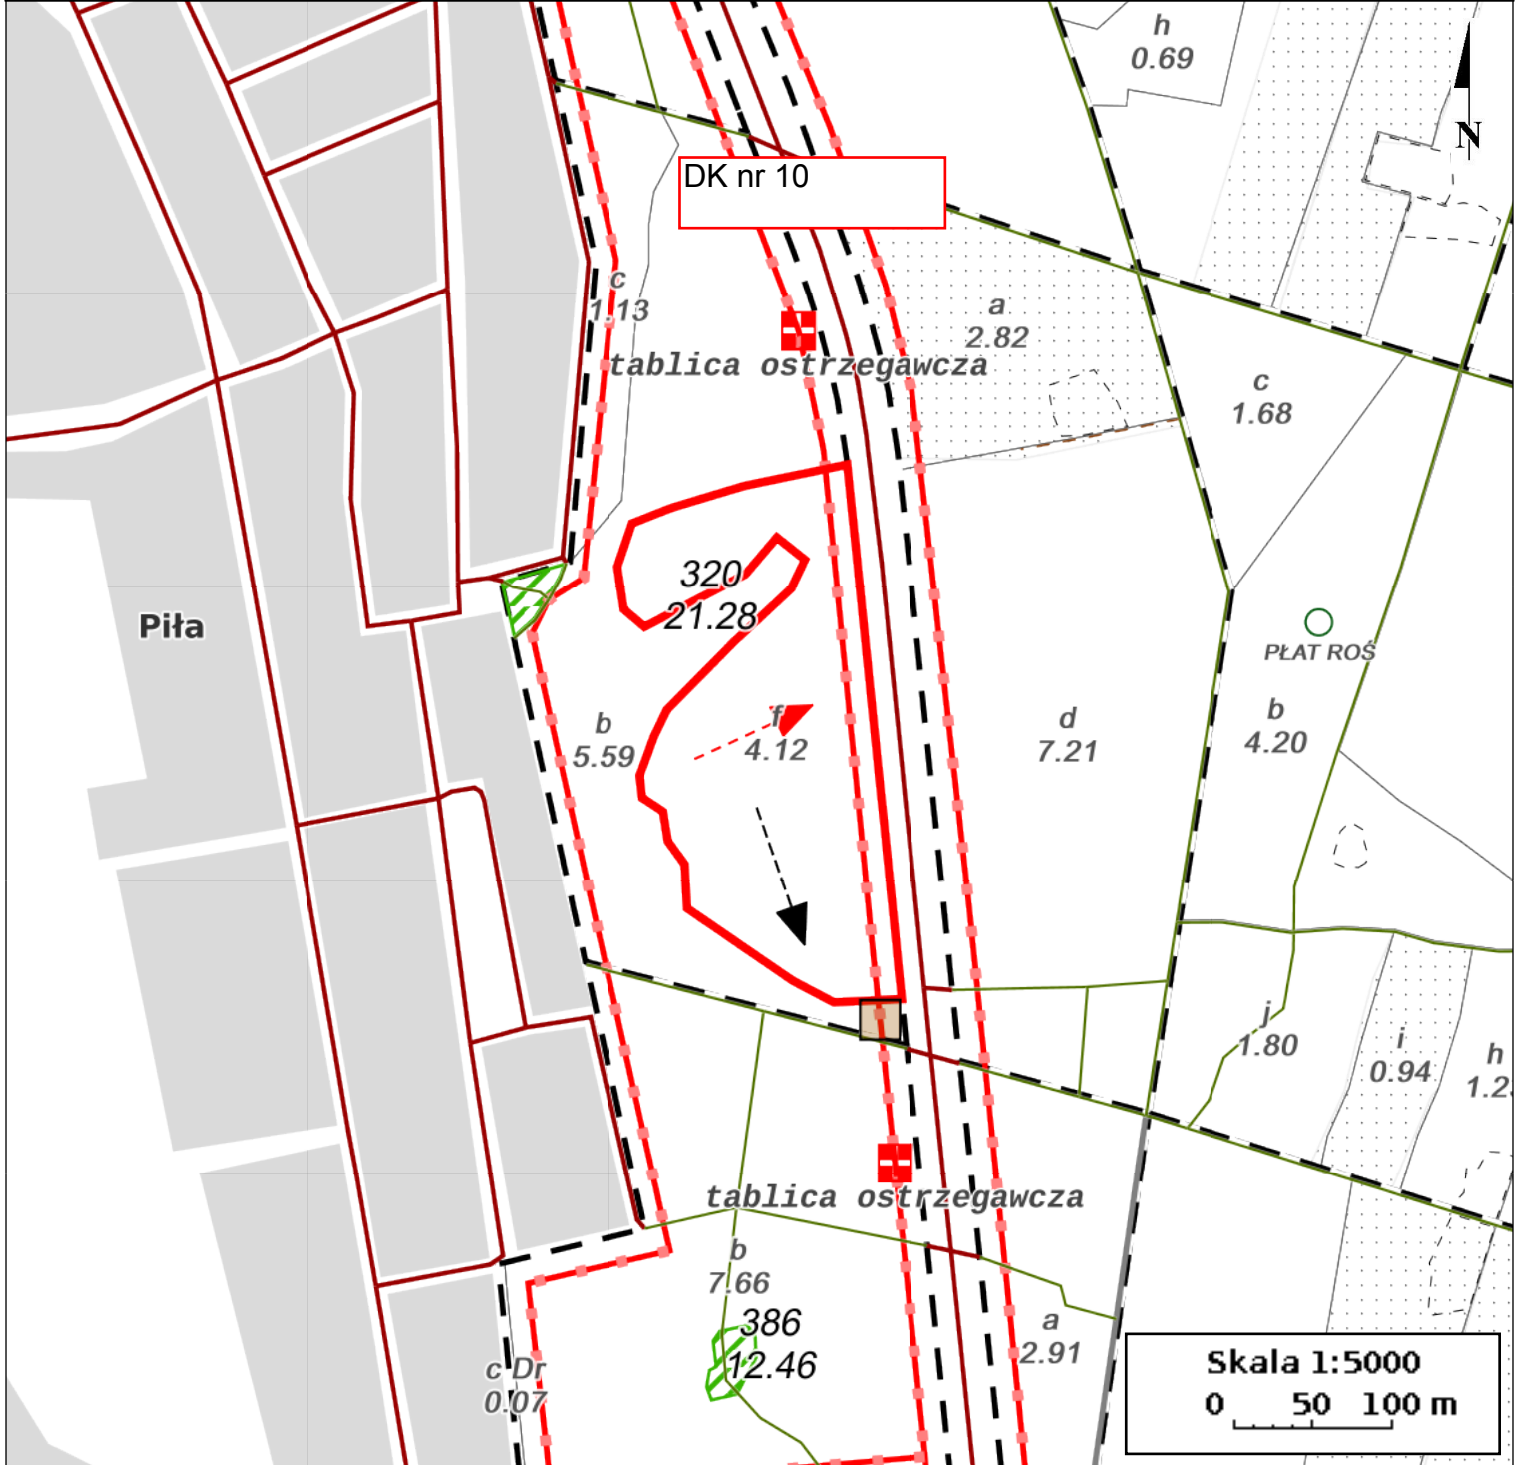 h
0.69
N
DK nr 10
c
1.13
a
2.82
tablica ostrzegawcza
c
1.68
320
21.28
Piła
PŁAT ROŚ
b
5.59
f
4.12
d
7.21
b
4.20
j
1.80
i
0.94
h
tablica ostrzegawcza
b
7.66
386
12.46
a
2.91
c Dr
0.07
Skala 1:5000
0 50 100 m